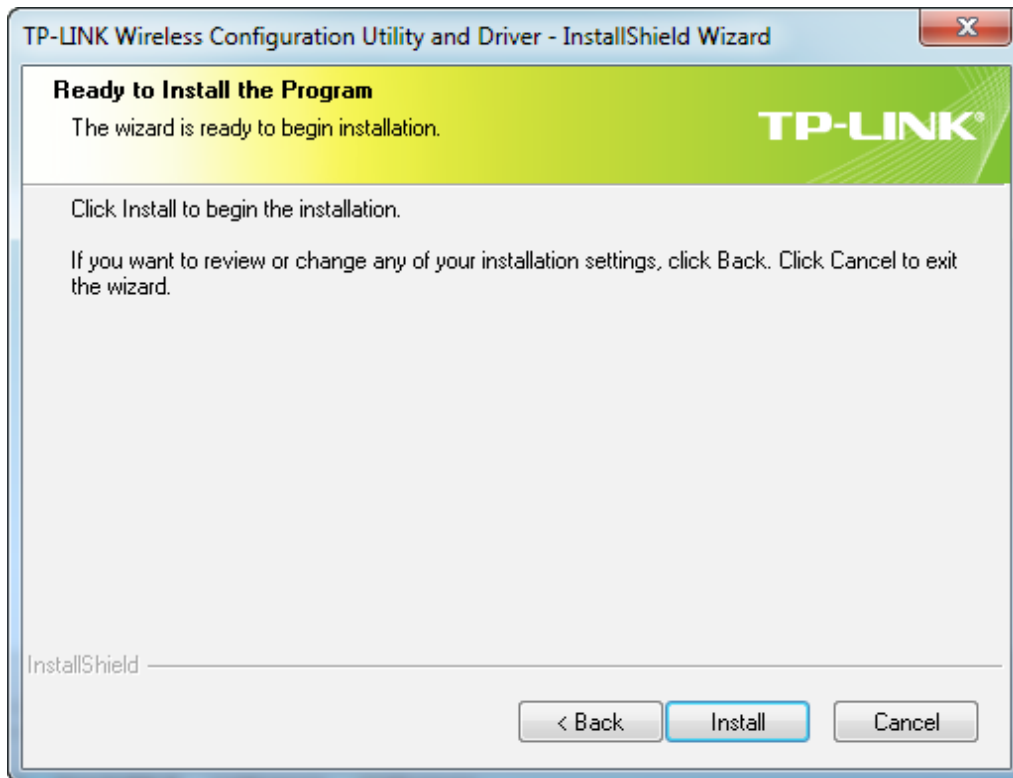 TP-LINK Wireless Configuration Utility and Driver - InstallShield Wizard
Ready to Install the Program
The wizard is ready to begin installation.
TP-LINK®
Click Install to begin the installation.
If you want to review or change any of your installation settings, click Back. Click Cancel to exit
the wizard.
InstallShield
< Back
Install
Cancel